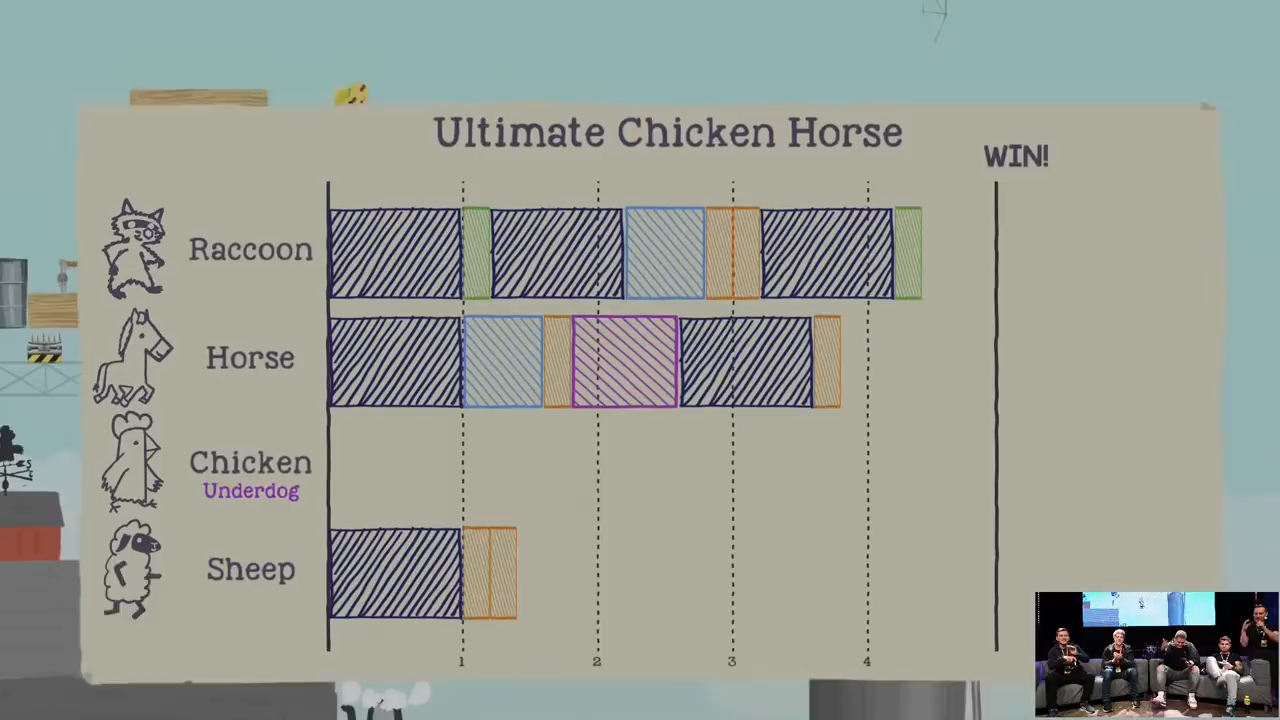 Ultimate Chicken Horse
WIN!
Raccoon
Horse
Chicken
Underdog
Sheep
1 2 3 4